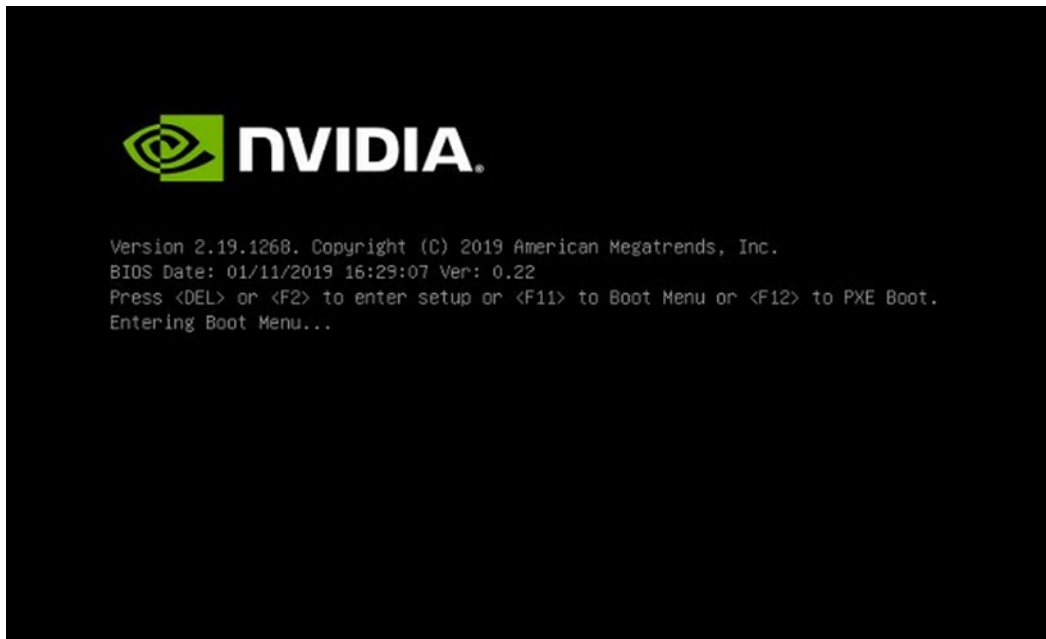 NVIDIA.
Version 2.19.1268. Copyright (C) 2019 American Megatrends, Inc.
BIOS Date: 01/11/2019 16:29:07 Ver: 0.22
Press <DEL> or <F2> to enter setup or <F11> to Boot Menu or <F12> to PXE Boot.
Entering Boot Menu...